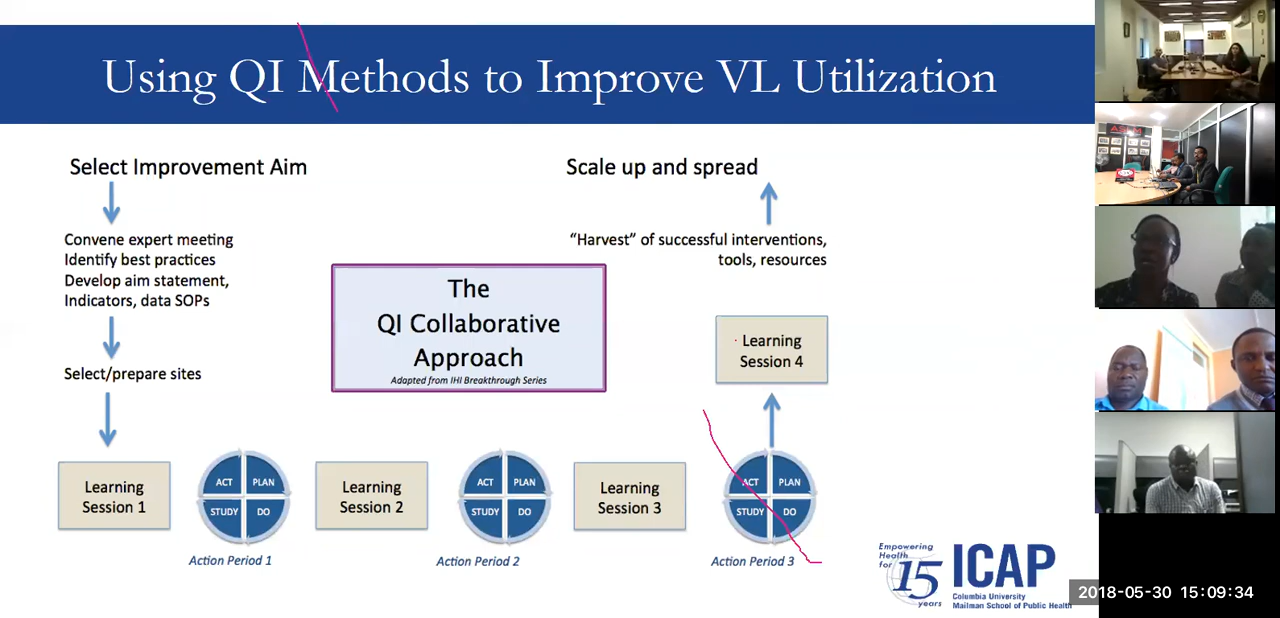 Using QI Methods to Improve VL Utilization
Select Improvement Aim
Convene expert meeting
Identify best practices
Develop aim statement,
Indicators, data SOPs
Select/prepare sites
Scale up and spread
“Harvest” of successful interventions,
tools, resources
The
QI Collaborative
Approach
Adapted from IHI Breakthrough Series
Learning
Session 4
Learning
Session 1
ACT PLAN
STUDY DO
Action Period 1
Learning
Session 2
ACT PLAN
STUDY DO
Action Period 2
Learning
Session 3
ACT PLAN
STUDY DO
Action Period 3
Empowering
Health
for
15
years
ICAP
Columbia University
Mailman School of Public Health
2018-05-30 15:09:34